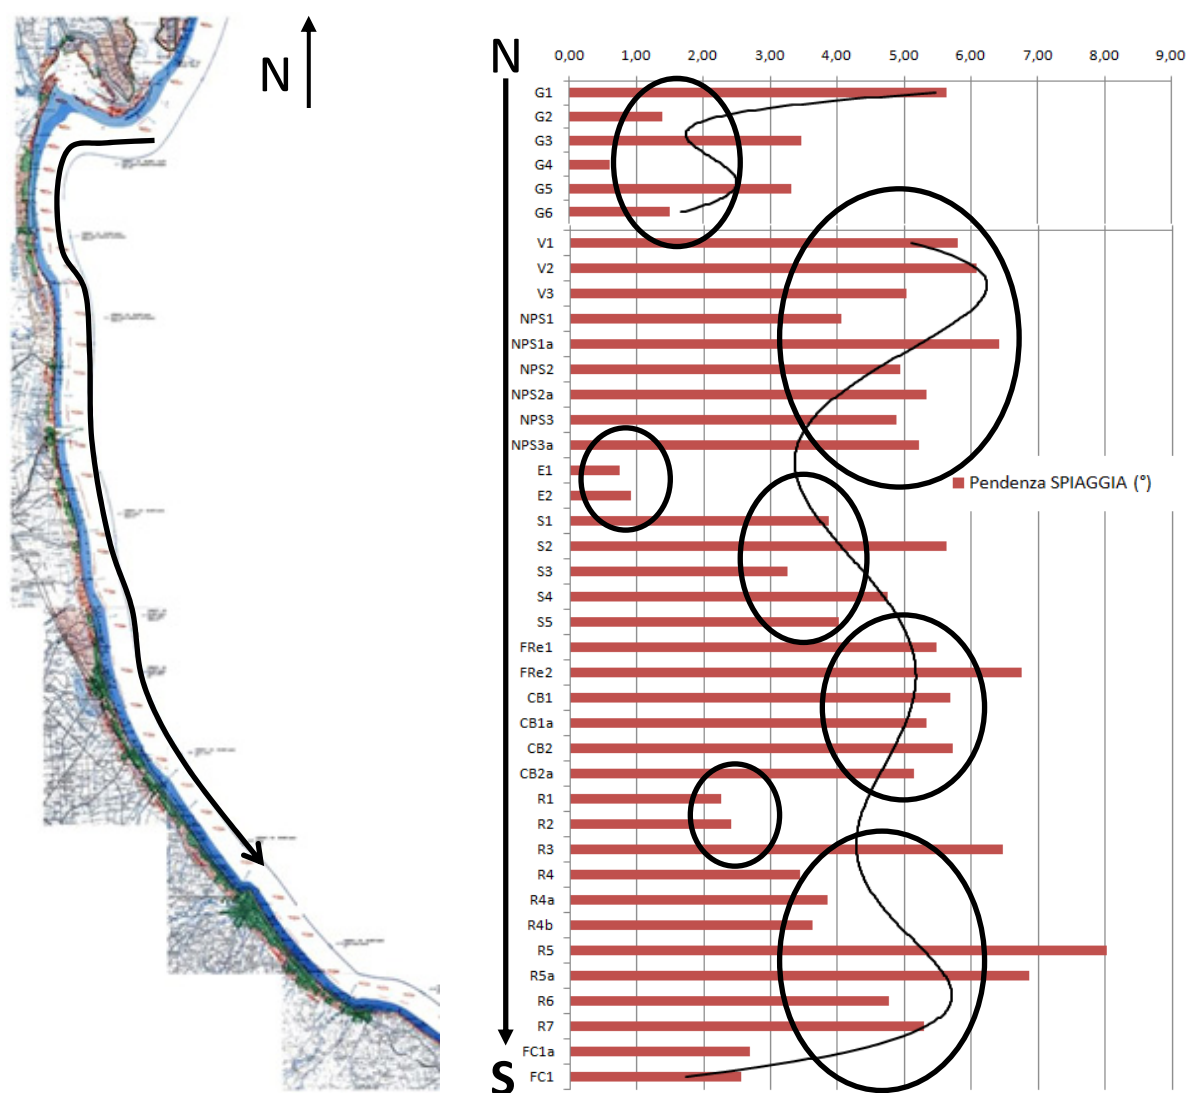 N
N
0,00 1,00 2,00 3,00 4,00 5,00 6,00 7,00 8,00 9,00
G1
G2
G3
G4
G5
G6
V1
V2
V3
NPS1
NPS1a
NPS2
NPS2a
NPS3
NPS3a
E1
E2
Pendenza SPIAGGIA (°)
S1
S2
S3
S4
S5
FRe1
FRe2
CB1
CB1a
CB2
CB2a
R1
R2
R3
R4
R4a
R4b
R5
R5a
R6
R7
FC1a
FC1
S